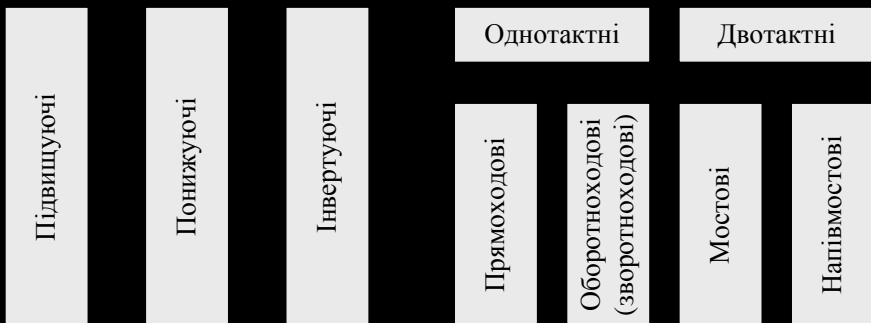 Однотактні
Двотактні
Підвищуючі
Понижуючі
Інвертуючі
Прямоходові
Оборотноходові
(зворотноходові)
Мостові
Напівмостові